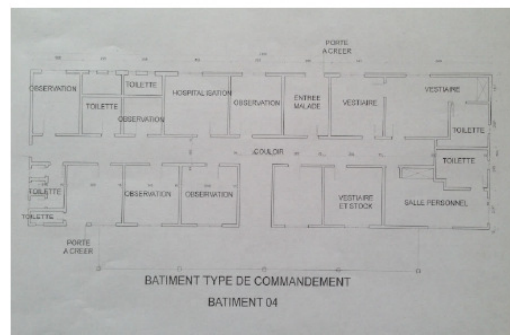 PORTE
A CREER
OBSERVATION
TOILETTE
TOILETTE
OBSERVATION
HOSPITALISATION
OBSERVATION
ENTREE
MALADE
VESTIAIRE
VESTIAIRE
TOILETTE
COULOIR
TOILETTE
TOILETTE
TOILETTE
OBSERVATION
OBSERVATION
VESTIAIRE
ET STOCK
SALLE PERSONNEL
PORTE
A CREER
BATIMENT TYPE DE COMMANDEMENT
BATIMENT 04